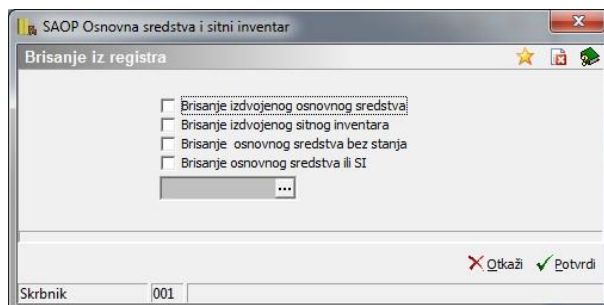 SAOP Osnovna sredstva i sitni inventar
Brisanje iz registra
Brisanje izdvojenog osnovnog sredstva
Brisanje izdvojenog sitnog inventara
Brisanje osnovnog sredstva bez stanja
Brisanje osnovnog sredstva ili SI
...
Otkaži Potvrdi
Skrbnik 001